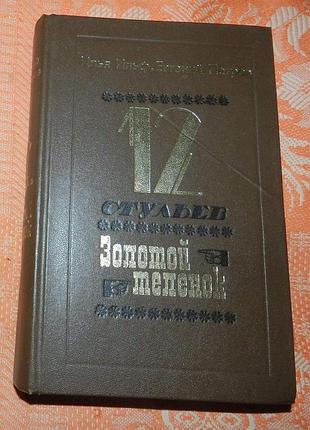 Илья Ильф, Евгений Петров
12
СТУЛЬЕВ
Золотой
теленок